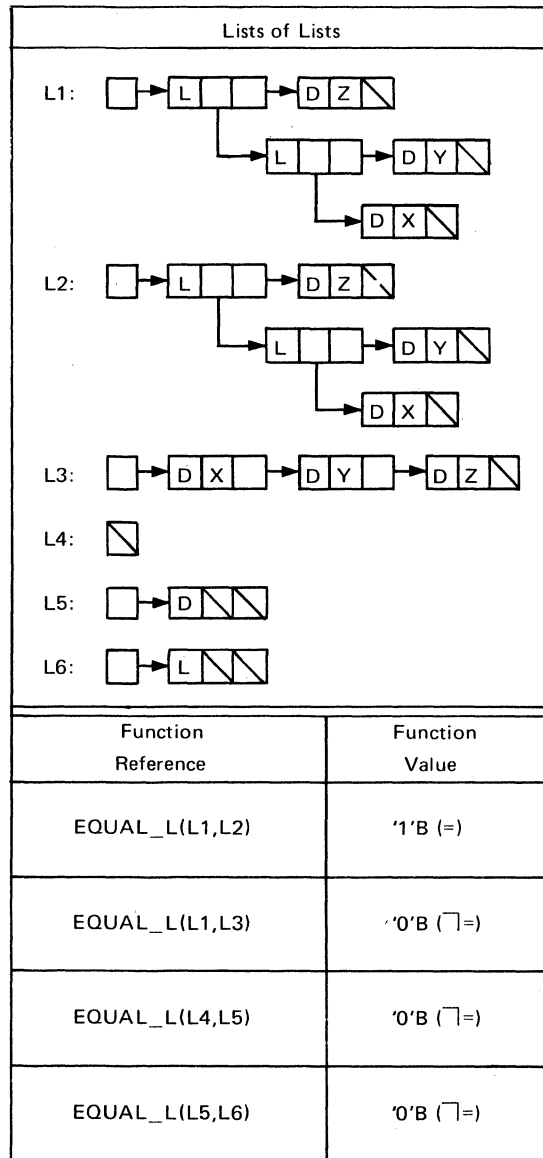 Lists of Lists
L1: L D Z
L D Y
D X
L2: L D Z
L D Y
D X
L3: D X D Y D Z
L4:
L5: D
L6: L
Function Reference Function Value
EQUAL_L(L1,L2) '1'B (=)
EQUAL_L(L1,L3) '0'B (¬=)
EQUAL_L(L4,L5) '0'B (¬=)
EQUAL_L(L5,L6) '0'B (¬=)